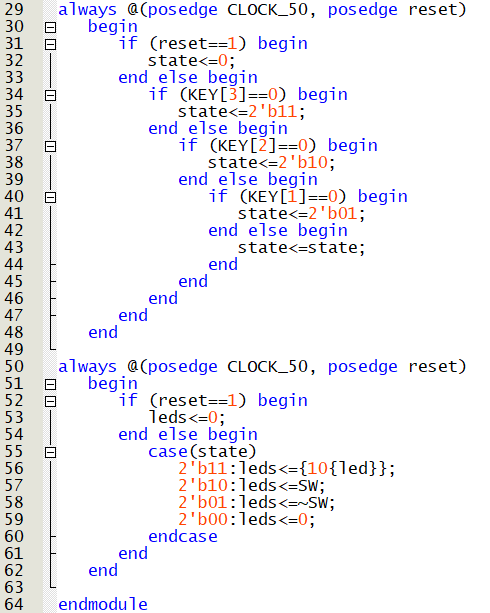 29 always @(posedge CLOCK_50, posedge reset)
30 begin
31 if (reset==1) begin
32 state<=0;
33 end else begin
34 if (KEY[3]==0) begin
35 state<=2'b11;
36 end else begin
37 if (KEY[2]==0) begin
38 state<=2'b10;
39 end else begin
40 if (KEY[1]==0) begin
41 state<=2'b01;
42 end else begin
43 state<=state;
44 end
45 end
46 end
47 end
48 end
49
50 always @(posedge CLOCK_50, posedge reset)
51 begin
52 if (reset==1) begin
53 leds<=0;
54 end else begin
55 case(state)
56 2'b11:leds<={10{led}};
57 2'b10:leds<=SW;
58 2'b01:leds<=~SW;
59 2'b00:leds<=0;
60 endcase
61 end
62 end
63
64 endmodule